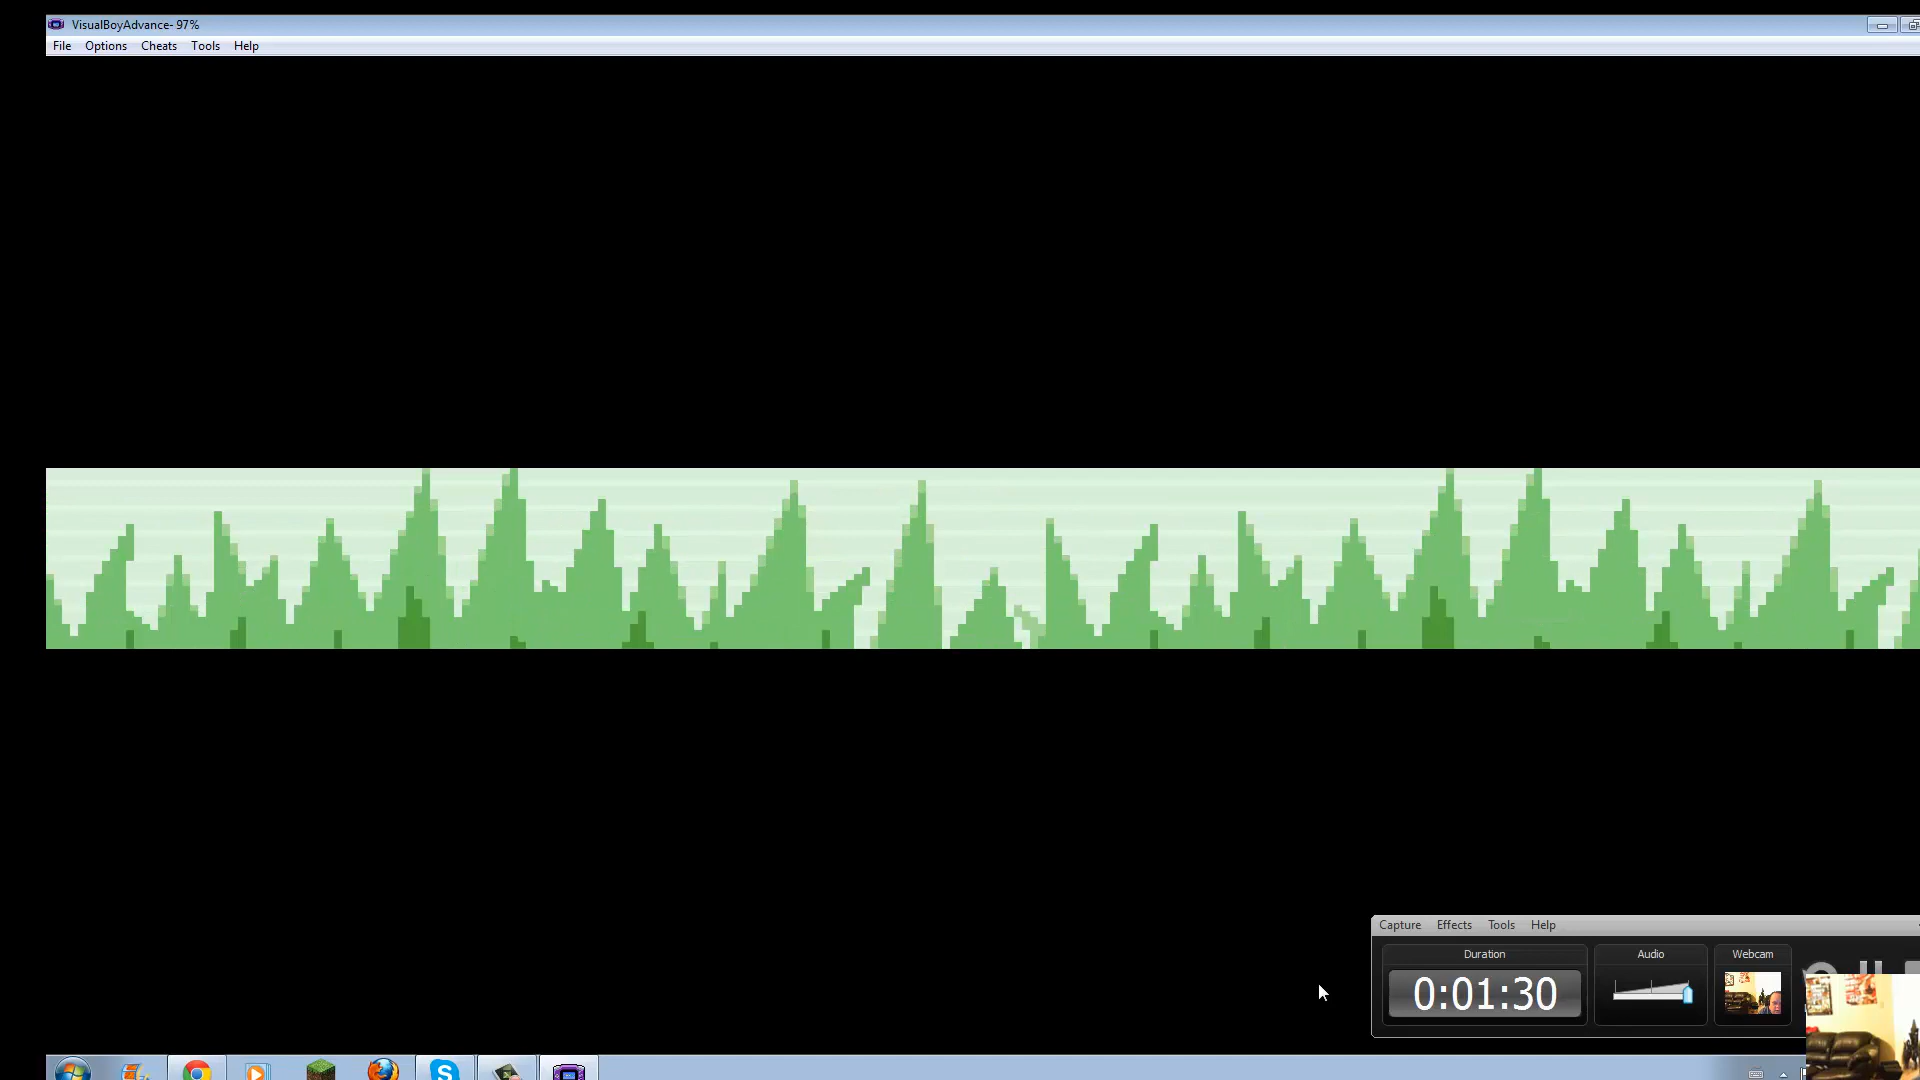 VisualBoyAdvance- 97%
File Options Cheats Tools Help
Capture Effects Tools Help
Duration Audio Webcam
0:01:30